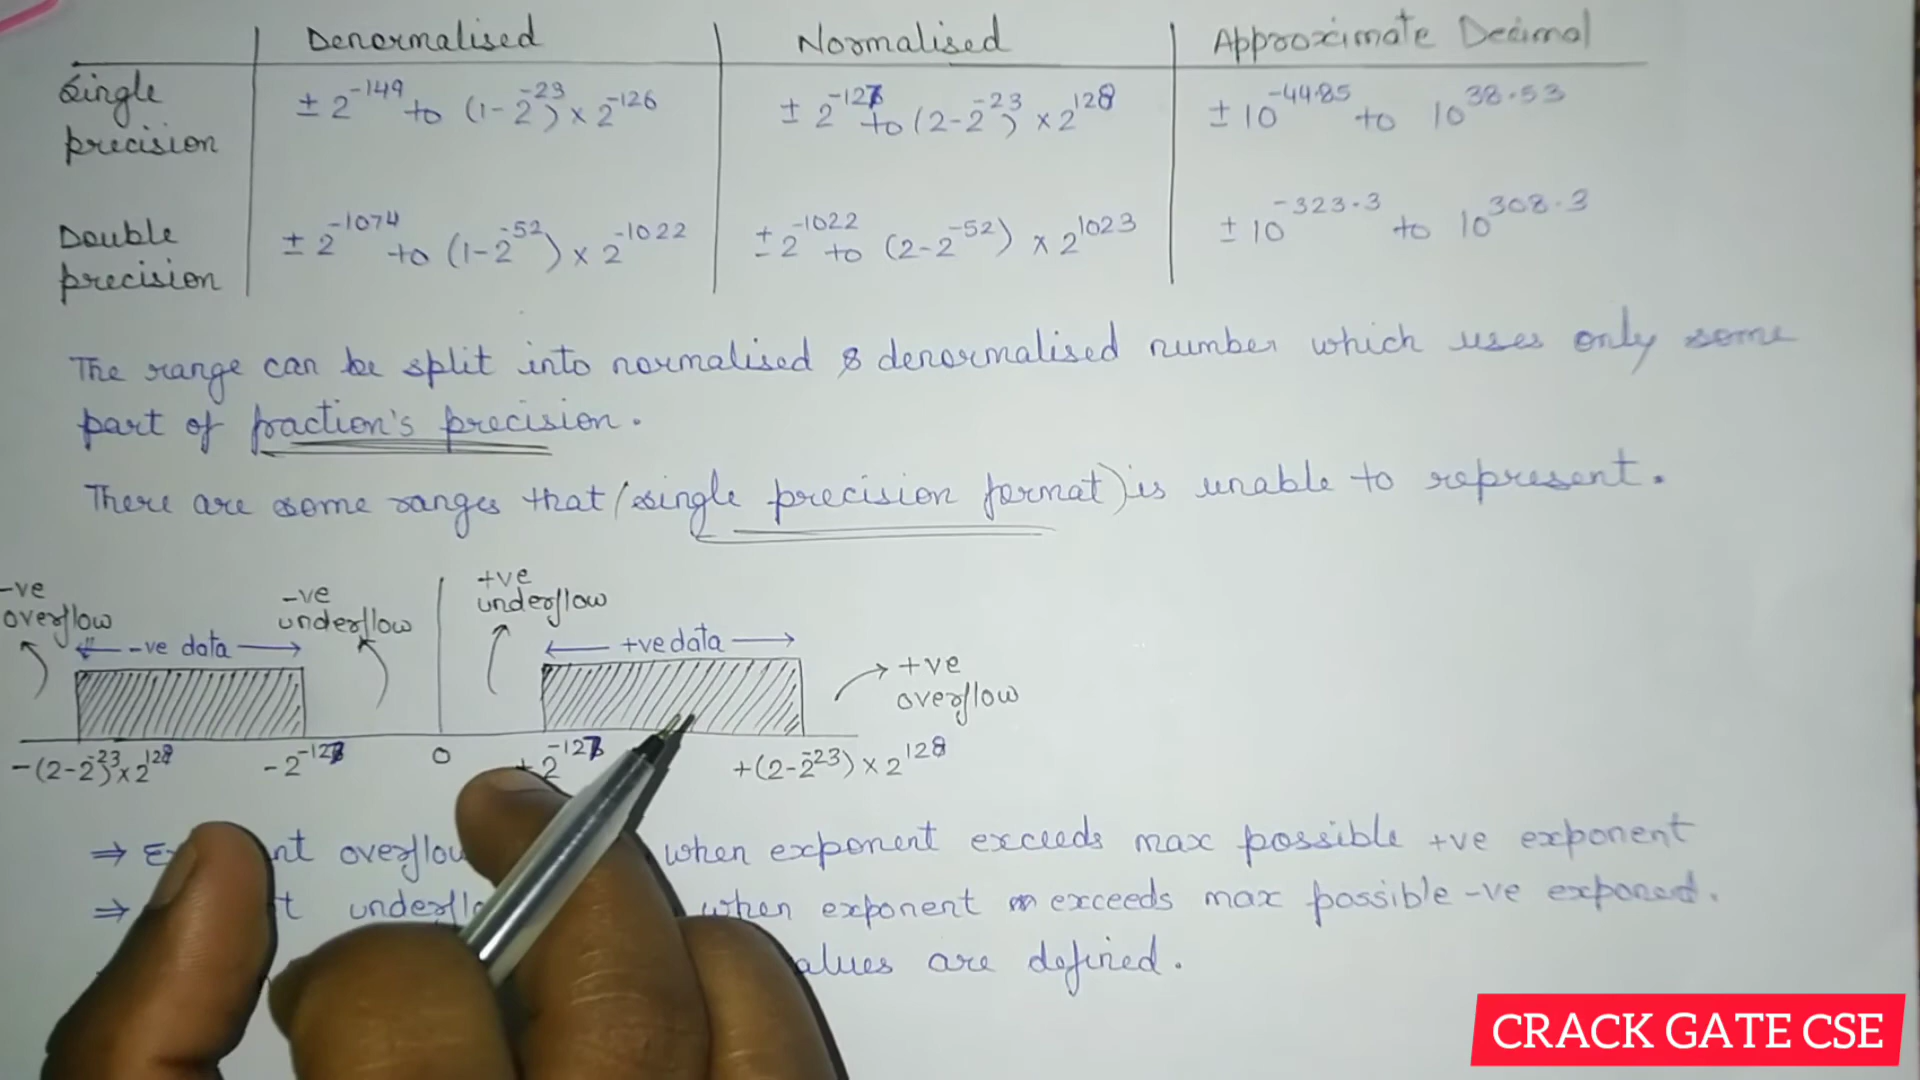 Denormalised Normalised Approximate Decimal
Single precision ± 2^-149 to (1-2^-23) × 2^-126 ± 2 to (2-2^-23) × 2^128 ± 10^-44.85 to 10^38.53
Double precision ± 2^-1074 to (1-2^-52) × 2^-1022 ± 2^-1022 to (2-2^-52) × 2^1023 ± 10^-323.3 to 10^308.3
The range can be split into normalised & denormalised number which uses only some
part of fraction's precision.
There are some ranges that (single precision format) is unable to represent.
-ve overflow
-ve data
-ve underflow
+ve underflow
+ve data
+ve overflow
-(2-2^-23) × 2^128 -2 0 +2 +(2-2^-23) × 2^128
⇒ overflow when exponent exceeds max possible +ve exponent
⇒ when exponent exceeds max possible -ve exponent.
are defined.
CRACK GATE CSE